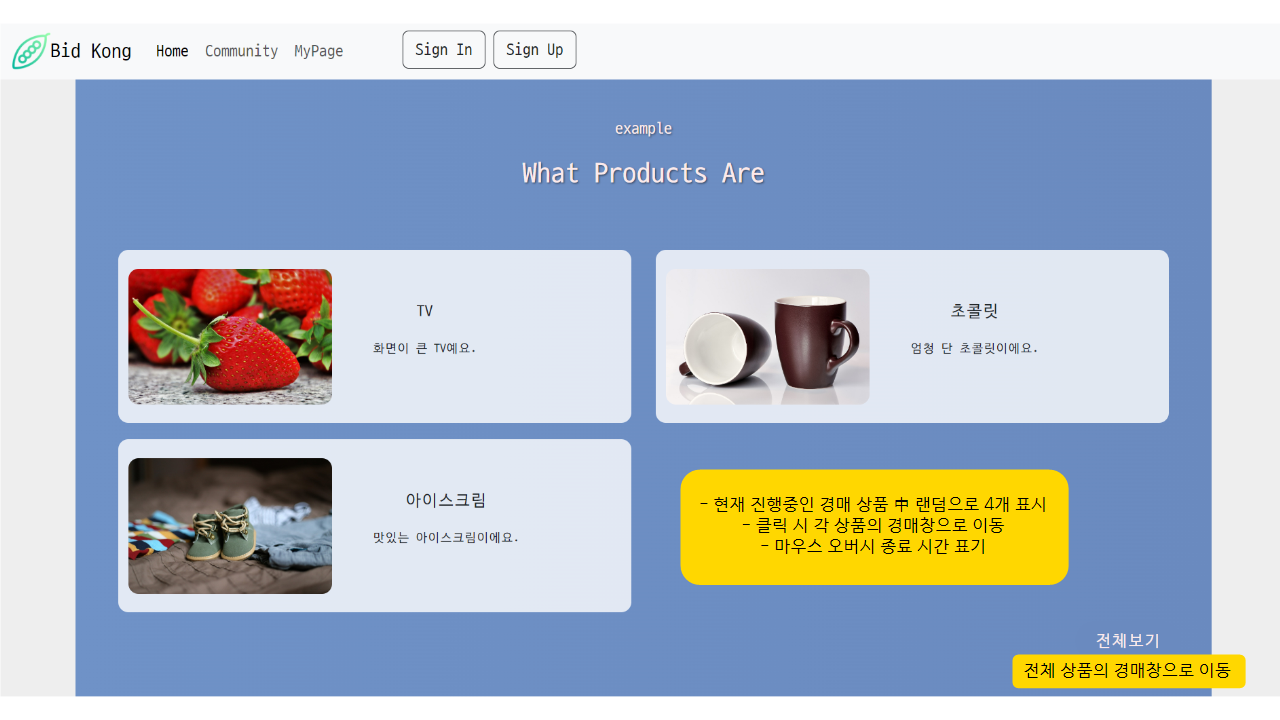 Bid Kong Home Community MyPage Sign In Sign Up
example
What Products Are
TV
화면이 큰 TV예요.
초콜릿
엄청 단 초콜릿이에요.
아이스크림
맛있는 아이스크림이에요.
- 현재 진행중인 경매 상품 中 랜덤으로 4개 표시
- 클릭 시 각 상품의 경매창으로 이동
- 마우스 오버시 종료 시간 표기
전체보기
전체 상품의 경매창으로 이동